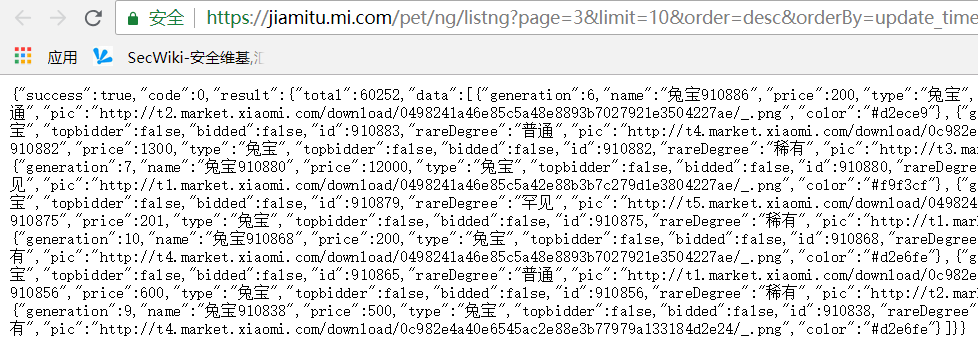 安全 https://jiamitu.mi.com/pet/ng/listng?page=3&limit=10&order=desc&orderBy=update_time
应用 SecWiki-安全维基,汇
{"success":true,"code":0,"result":{"total":60252,"data":[{"generation":6,"name":"兔宝910886","price":200,"type":"兔宝",
通","pic":"http://t2.market.xiaomi.com/download/0498241a46e85c5a48e8893b7027921e3504227ae/_.png","color":"#d2ece9"},{"g
宝","topbidder":false,"bidded":false,"id":910883,"rareDegree":"普通","pic":"http://t4.market.xiaomi.com/download/0c982e
910882","price":1300,"type":"兔宝","topbidder":false,"bidded":false,"id":910882,"rareDegree":"稀有","pic":"http://t3.m
{"generation":7,"name":"兔宝910880","price":12000,"type":"兔宝","topbidder":false,"bidded":false,"id":910880,"rareDegre
见","pic":"http://t1.market.xiaomi.com/download/0498241a46e85c5a42e88b3b7c279d1e3804227ae/_.png","color":"#f9f3cf"},{"g
宝","topbidder":false,"bidded":false,"id":910879,"rareDegree":"罕见","pic":"http://t5.market.xiaomi.com/download/049824
910875","price":201,"type":"兔宝","topbidder":false,"bidded":false,"id":910875,"rareDegree":"稀有","pic":"http://t1.mar
{"generation":10,"name":"兔宝910868","price":200,"type":"兔宝","topbidder":false,"bidded":false,"id":910868,"rareDegree
有","pic":"http://t4.market.xiaomi.com/download/0498241a46e85c5a48e8893b7027921e3504227ae/_.png","color":"#d2e6fe"},{"g
宝","topbidder":false,"bidded":false,"id":910865,"rareDegree":"普通","pic":"http://t1.market.xiaomi.com/download/0c982e
910856","price":600,"type":"兔宝","topbidder":false,"bidded":false,"id":910856,"rareDegree":"稀有","pic":"http://t2.mar
{"generation":9,"name":"兔宝910838","price":500,"type":"兔宝","topbidder":false,"bidded":false,"id":910838,"rareDegree"
有","pic":"http://t4.market.xiaomi.com/download/0c982e4a40e6545ac2e88e3b77979a133184d2e24/_.png","color":"#d2e6fe"}]}}